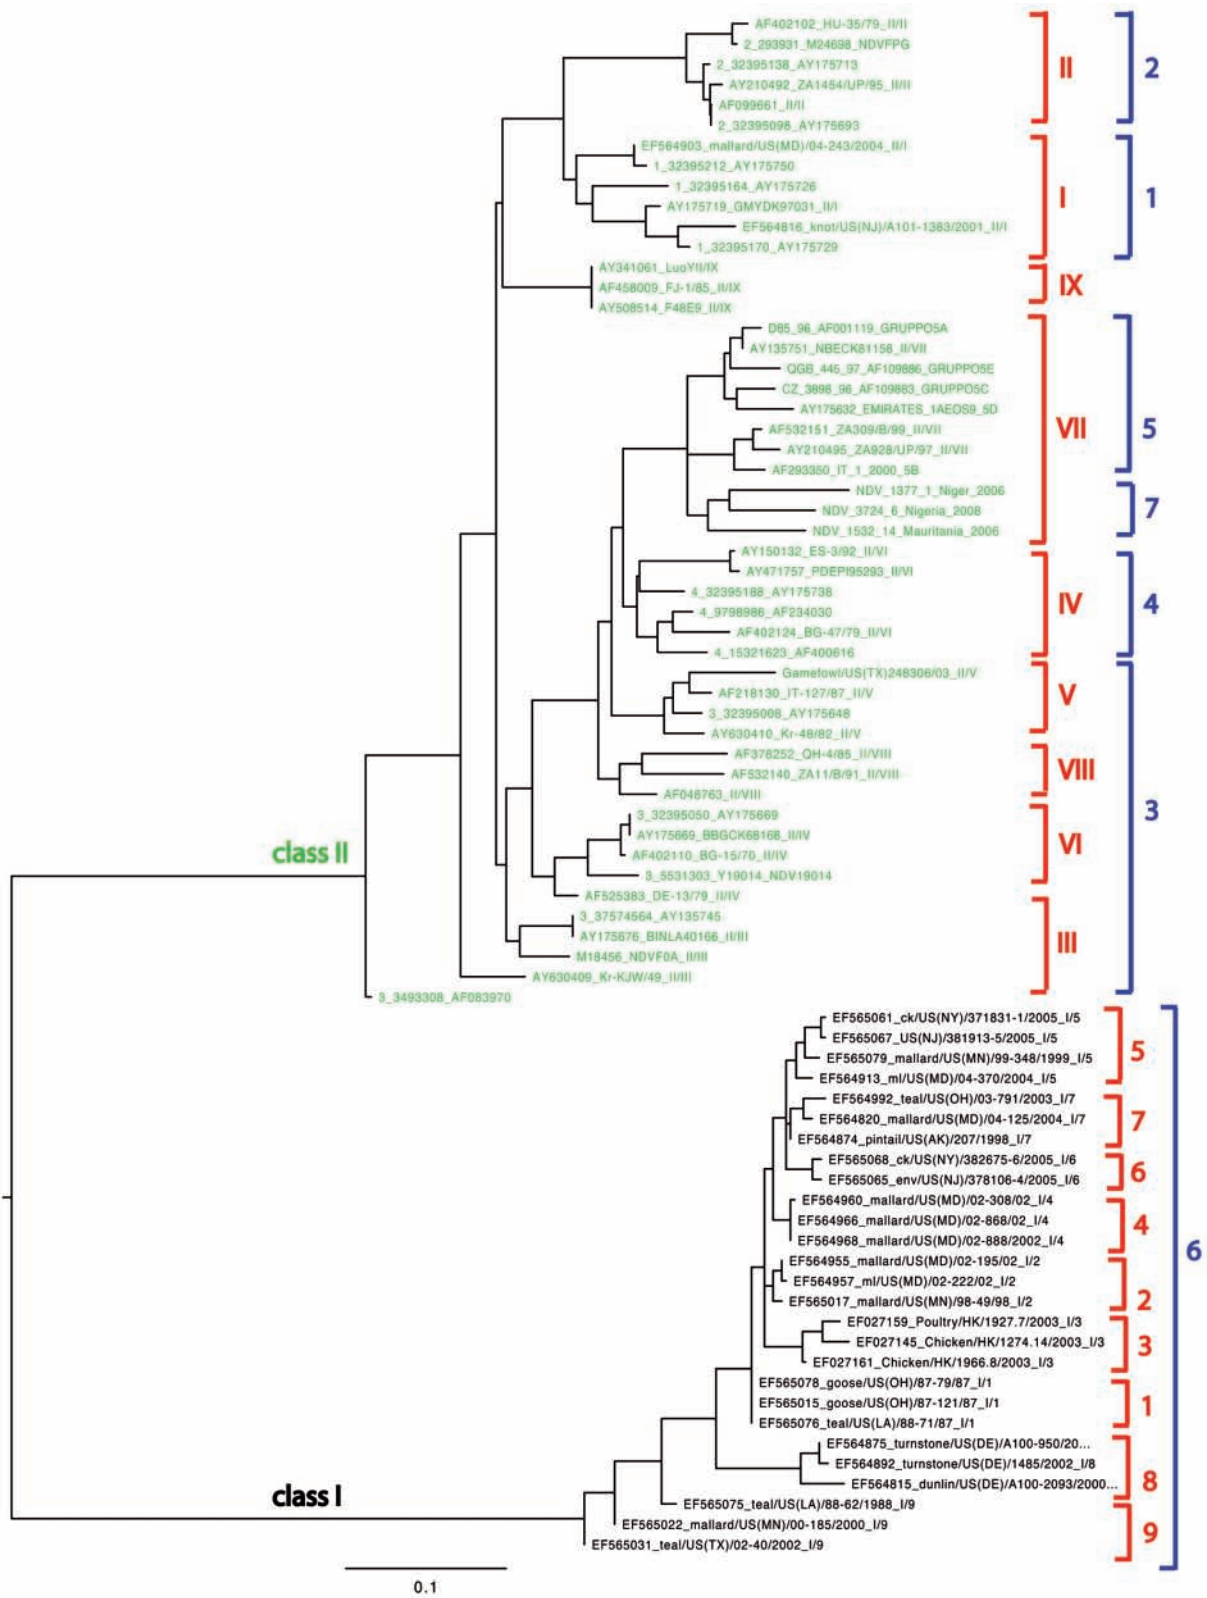 AF402102_HU-35/79_II/II
2_293931_M24698_NDVFPG
2_32395138_AY175713
AY210492_ZA1454/UP/95_II/II
AF099661_II/II
2_32395098_AY175693
II
2
EF564903_mallard/US(MD)/04-243/2004_II/I
1_32395212_AY175750
1_32395164_AY175726
AY175719_GMYDK97031_II/I
EF564816_knot/US(NJ)/A101-1383/2001_II/I
1_32395170_AY175729
I
1
AY341061_LuoYII/IX
AF458009_FJ-1/85_II/IX
AY508514_F48E9_II/IX
IX
D85_96_AF001119_GRUPPO5A
AY135751_NBECK81158_II/VII
QGB_445_97_AF109886_GRUPPO5E
CZ_3898_96_AF109883_GRUPPO5C
AY175632_EMIRATES_1AEOS9_5D
AF532151_ZA309/B/99_II/VII
AY210495_ZA928/UP/97_II/VII
AF293350_IT_1_2000_5B
NDV_1377_1_Niger_2006
NDV_3724_6_Nigeria_2008
NDV_1532_14_Mauritania_2006
VII
5
7
AY150132_ES-3/92_II/VI
AY471757_PDEPI95293_II/VI
4_32395188_AY175738
4_9798986_AF234030
AF402124_BG-47/79_II/VI
4_15321623_AF400616
IV
4
Gamefowl/US(TX)248306/03_II/V
AF218130_IT-127/87_II/V
3_32395008_AY175648
AY630410_Kr-48/82_II/V
V
AF378252_QH-4/85_II/VIII
AF532140_ZA11/B/91_II/VIII
AF048763_II/VIII
VIII
3
3_32395050_AY175669
AY175669_BBGCK68168_II/IV
AF402110_BG-15/70_II/IV
3_5531303_Y19014_NDV19014
AF525383_DE-13/79_II/IV
VI
class II
3_37574564_AY135745
AY175676_BINLA40166_II/III
M18456_NDVF0A_II/III
AY630409_Kr-KJW/49_II/III
3_3493308_AF083970
III
EF565061_ck/US(NY)/371831-1/2005_I/5
EF565067_US(NJ)/381913-5/2005_I/5
EF565079_mallard/US(MN)/99-348/1999_I/5
EF564913_ml/US(MD)/04-370/2004_I/5
5
EF564992_teal/US(OH)/03-791/2003_I/7
EF564820_mallard/US(MD)/04-125/2004_I/7
EF564874_pintail/US(AK)/207/1998_I/7
7
EF565068_ck/US(NY)/382675-6/2005_I/6
EF565065_env/US(NJ)/378106-4/2005_I/6
6
EF564960_mallard/US(MD)/02-308/02_I/4
EF564966_mallard/US(MD)/02-868/02_I/4
EF564968_mallard/US(MD)/02-888/2002_I/4
4
6
EF564955_mallard/US(MD)/02-195/02_I/2
EF564957_ml/US(MD)/02-222/02_I/2
EF565017_mallard/US(MN)/98-49/98_I/2
2
EF027159_Poultry/HK/1927.7/2003_I/3
EF027145_Chicken/HK/1274.14/2003_I/3
EF027161_Chicken/HK/1966.8/2003_I/3
3
EF565078_goose/US(OH)/87-79/87_I/1
EF565015_goose/US(OH)/87-121/87_I/1
EF565076_teal/US(LA)/88-71/87_I/1
1
EF564875_turnstone/US(DE)/A100-950/20...
EF564892_turnstone/US(DE)/1485/2002_I/8
EF564815_dunlin/US(DE)/A100-2093/2000...
8
class I
EF565075_teal/US(LA)/88-62/1988_I/9
EF565022_mallard/US(MN)/00-185/2000_I/9
EF565031_teal/US(TX)/02-40/2002_I/9
9
0.1